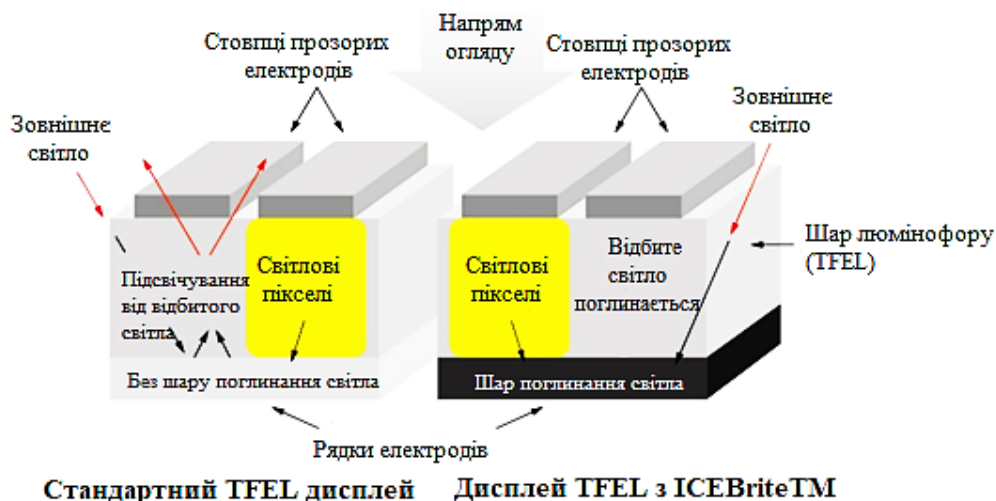 Стовпці прозорих
електродів
Напрям
огляду
Стовпці прозорих
електродів
Зовнішнє
світло
Зовнішнє
світло
Підсвічування
від відбитого
світла
Світлові
пікселі
Світлові
пікселі
Відбите
світло
поглинається
Шар люмінофору
(TFEL)
Без шару поглинання світла
Шар поглинання світла
Рядки електродів
Стандартний TFEL дисплей
Дисплей TFEL з ICEBriteTM